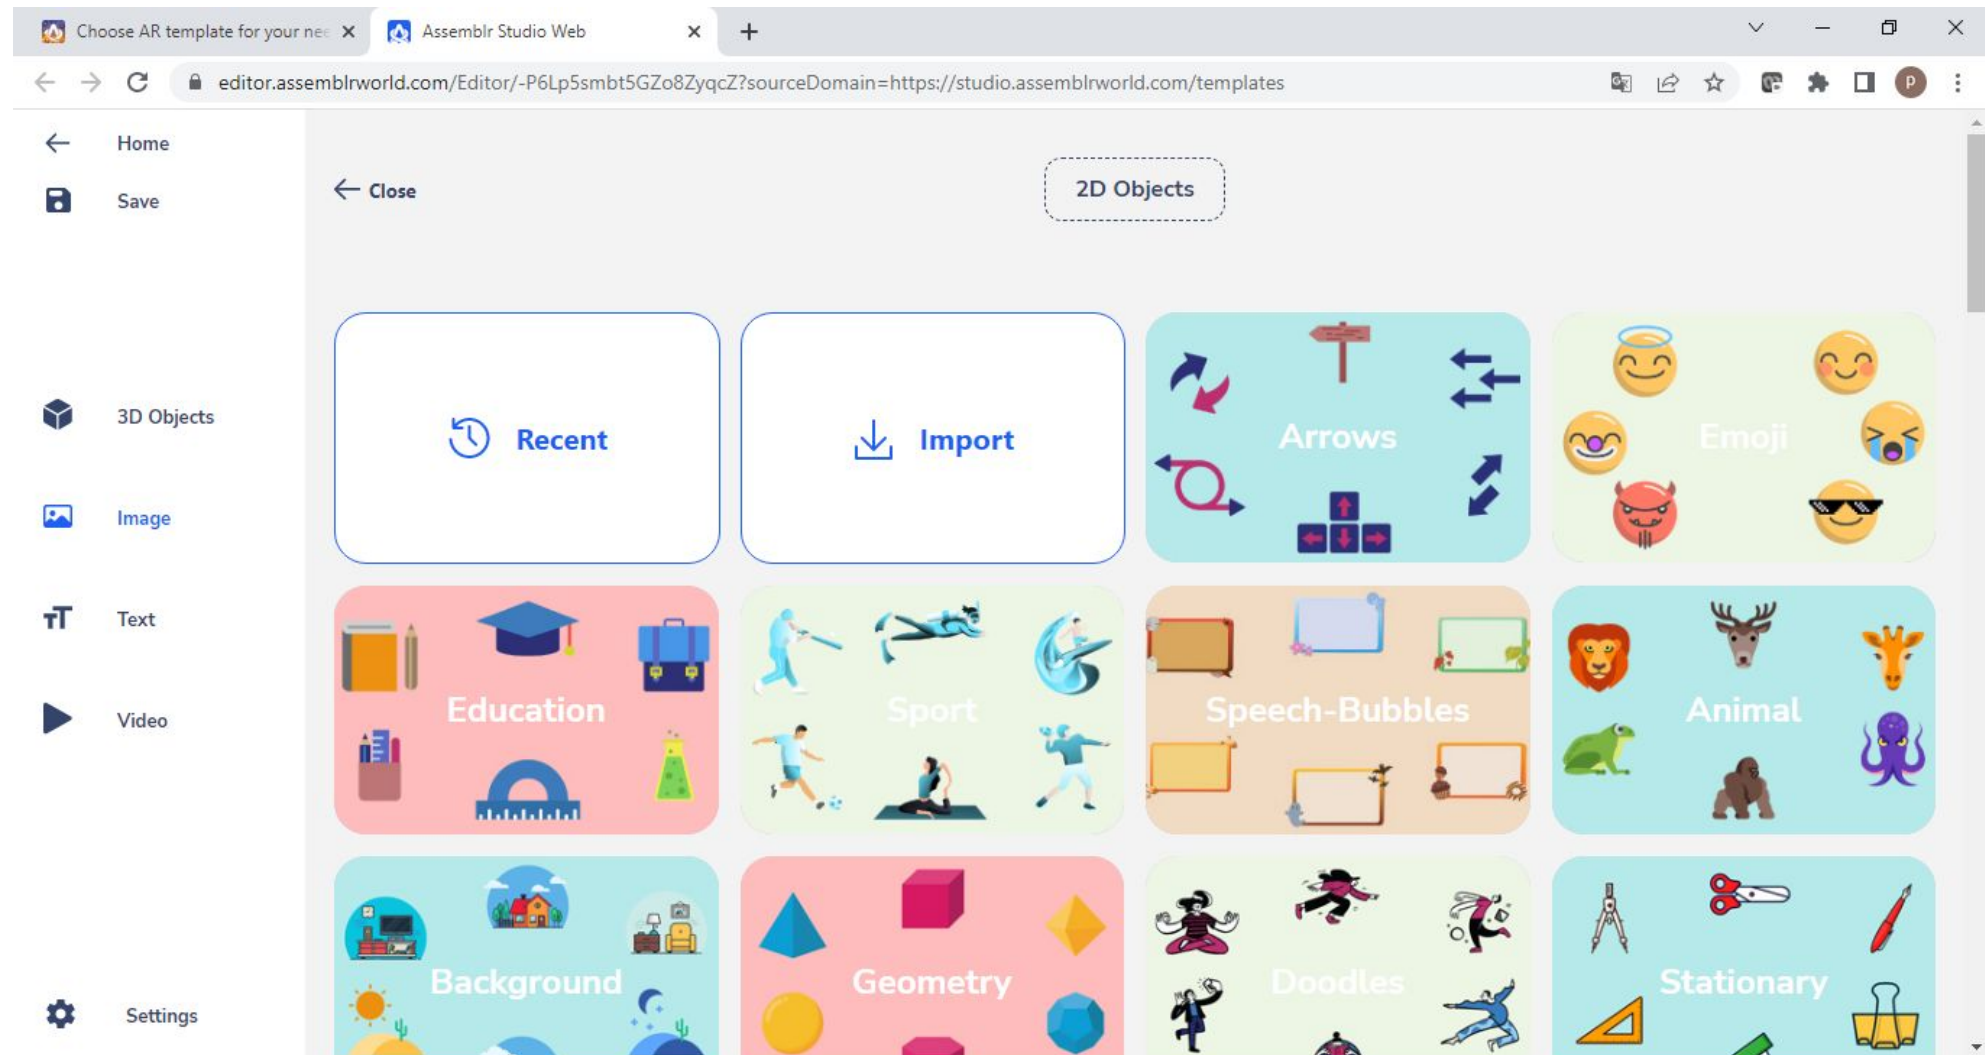 Choose AR template for your nee
Assemblr Studio Web
editor.assemblrworld.com/Editor/-P6Lp5smbt5GZo8ZyqcZ?sourceDomain=https://studio.assemblrworld.com/templates
P
Home
Save
Close
2D Objects
3D Objects
Image
Text
Video
Settings
Recent
Import
Arrows
Emoji
Education
Sport
Speech-Bubbles
Animal
Background
Geometry
Doodles
Stationary